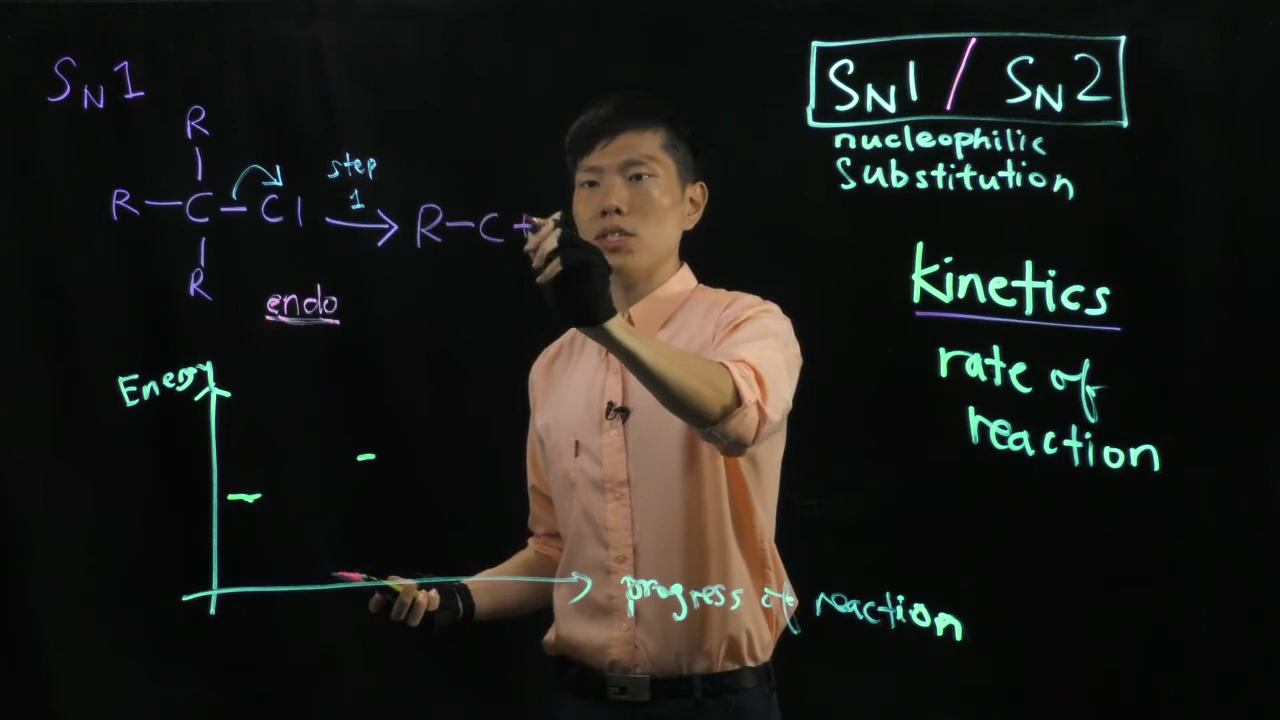 SN1
R
R-C-Cl
R
step
1
R-C+
endo
Energy
progress of reaction
SN1 / SN2
nucleophilic
Substitution
kinetics
rate of
reaction